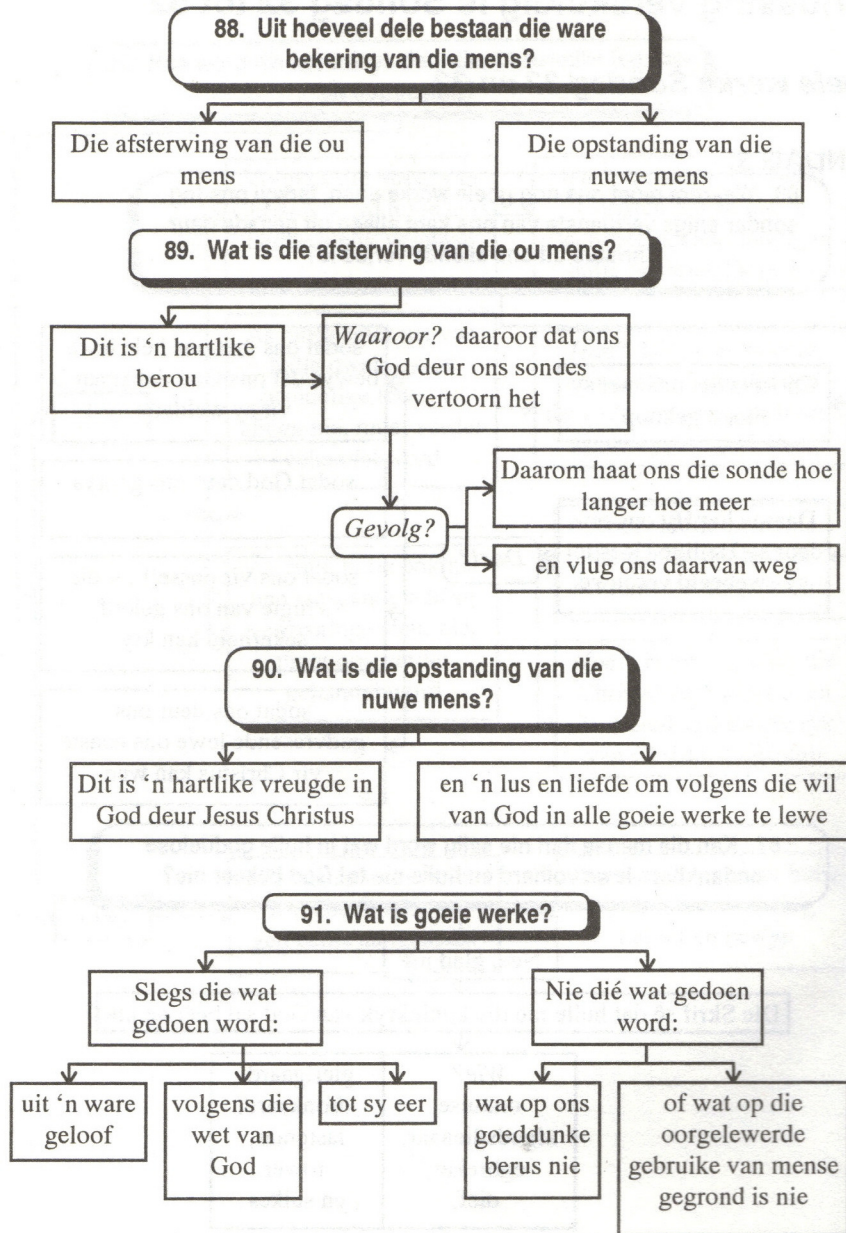 88. Uit hoeveel dele bestaan die ware
bekering van die mens?
Die afsterwing van die ou
mens
Die opstanding van die
nuwe mens
89. Wat is die afsterwing van die ou mens?
Dit is 'n hartlike
berou
Waaroor? daaroor dat ons
God deur ons sondes
vertoorn het
Gevolg?
Daarom haat ons die sonde hoe
langer hoe meer
en vlug ons daarvan weg
90. Wat is die opstanding van die
nuwe mens?
Dit is 'n hartlike vreugde in
God deur Jesus Christus
en 'n lus en liefde om volgens die wil
van God in alle goeie werke te lewe
91. Wat is goeie werke?
Slegs die wat
gedoen word:
Nie dié wat gedoen
word:
uit 'n ware
geloof
volgens die
wet van
God
tot sy eer
wat op ons
goeddunke
berus nie
of wat op die
oorgelewerde
gebruike van mense
gegrond is nie